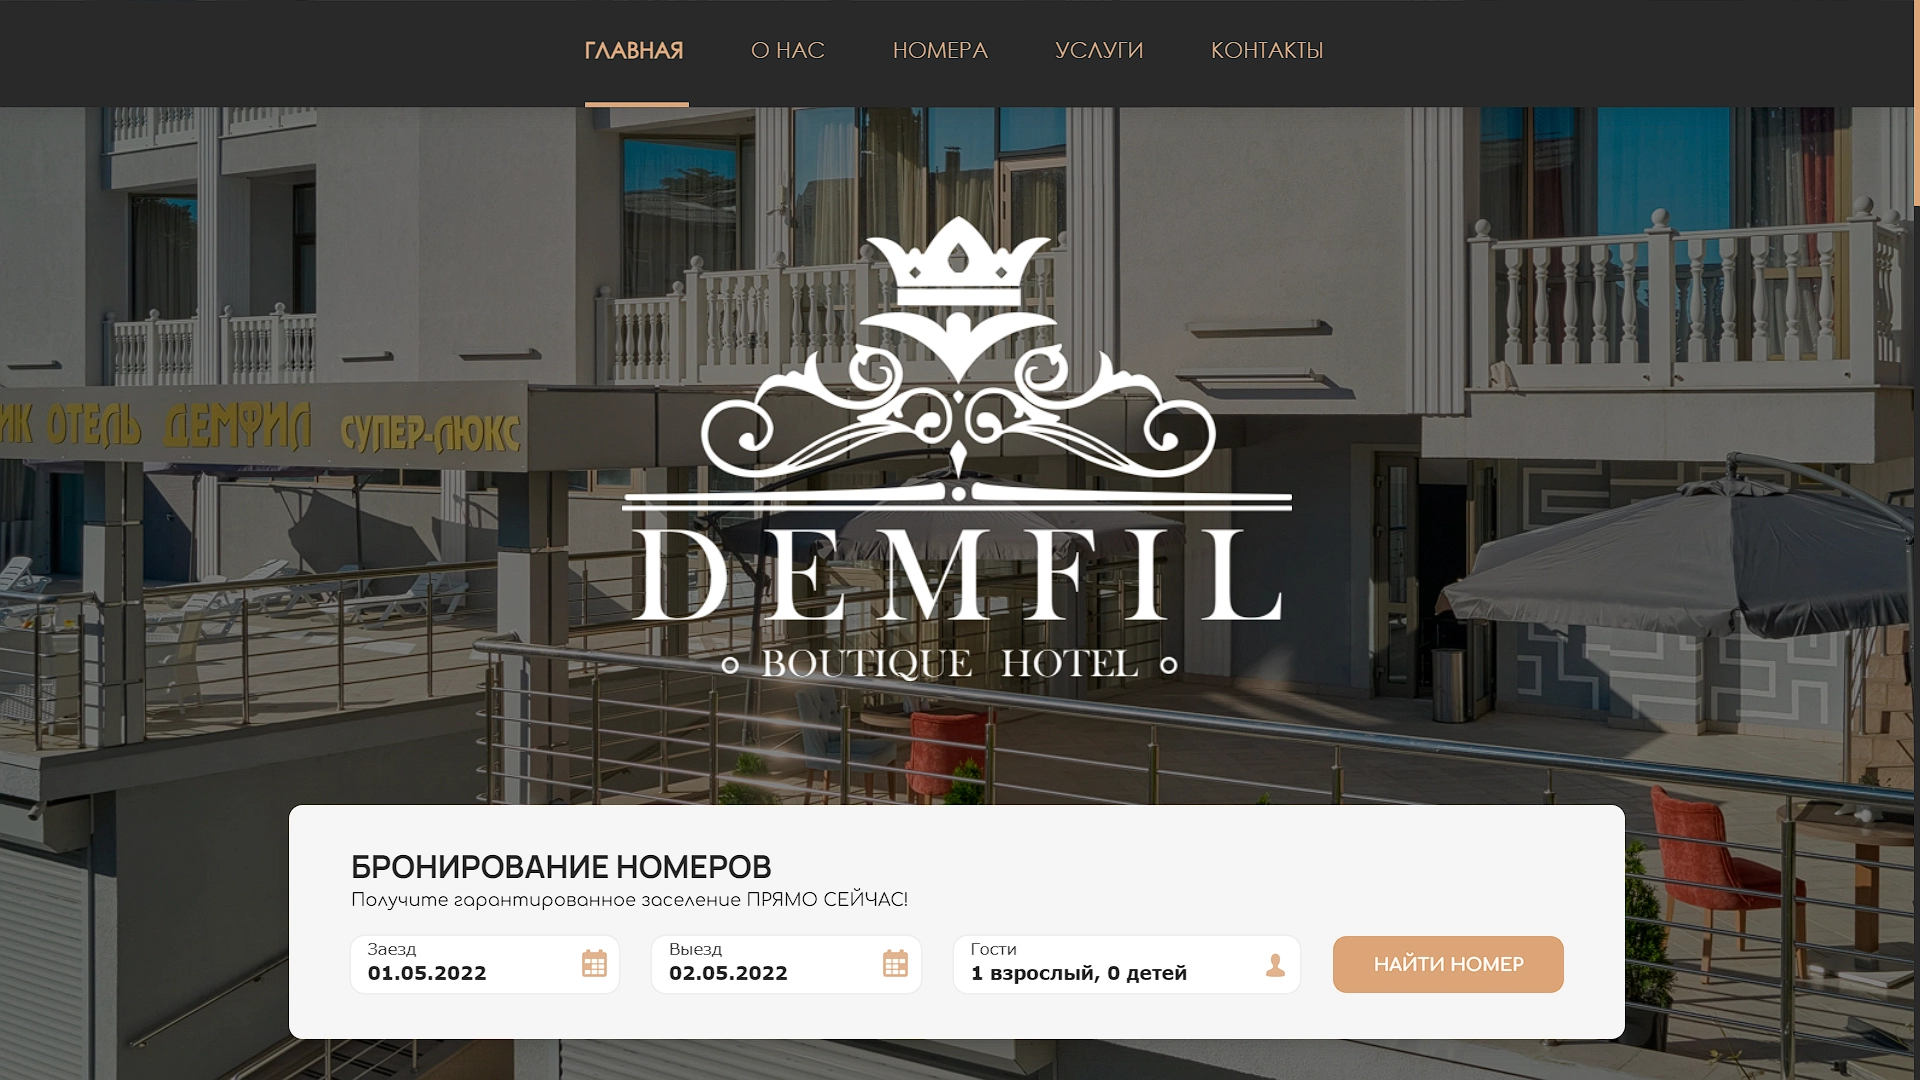 ГЛАВНАЯ О НАС НОМЕРА УСЛУГИ КОНТАКТЫ
ОТЕЛЬ ДЕМФИЛ СУПЕР-ЛЮКС
DEMFIL
BOUTIQUE HOTEL
БРОНИРОВАНИЕ НОМЕРОВ
Получите гарантированное заселение ПРЯМО СЕЙЧАС!
Заезд
01.05.2022
Выезд
02.05.2022
Гости
1 взрослый, 0 детей
НАЙТИ НОМЕР